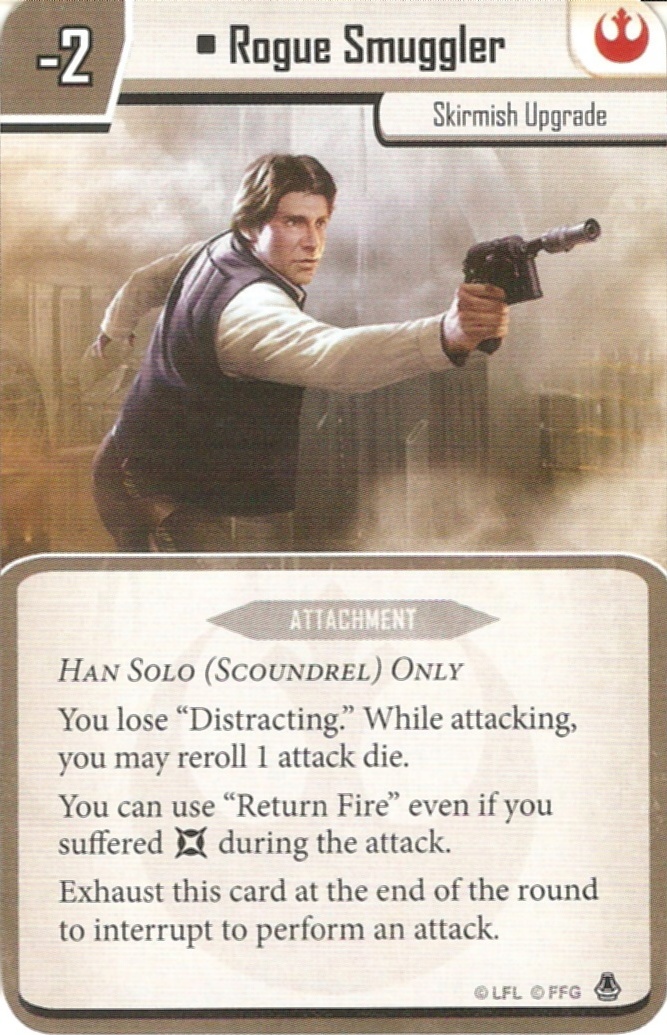 -2
▪ Rogue Smuggler
Skirmish Upgrade
ATTACHMENT
HAN SOLO (SCOUNDREL) ONLY
You lose “Distracting.” While attacking,
you may reroll 1 attack die.
You can use “Return Fire” even if you
suffered during the attack.
Exhaust this card at the end of the round
to interrupt to perform an attack.
© LFL © FFG